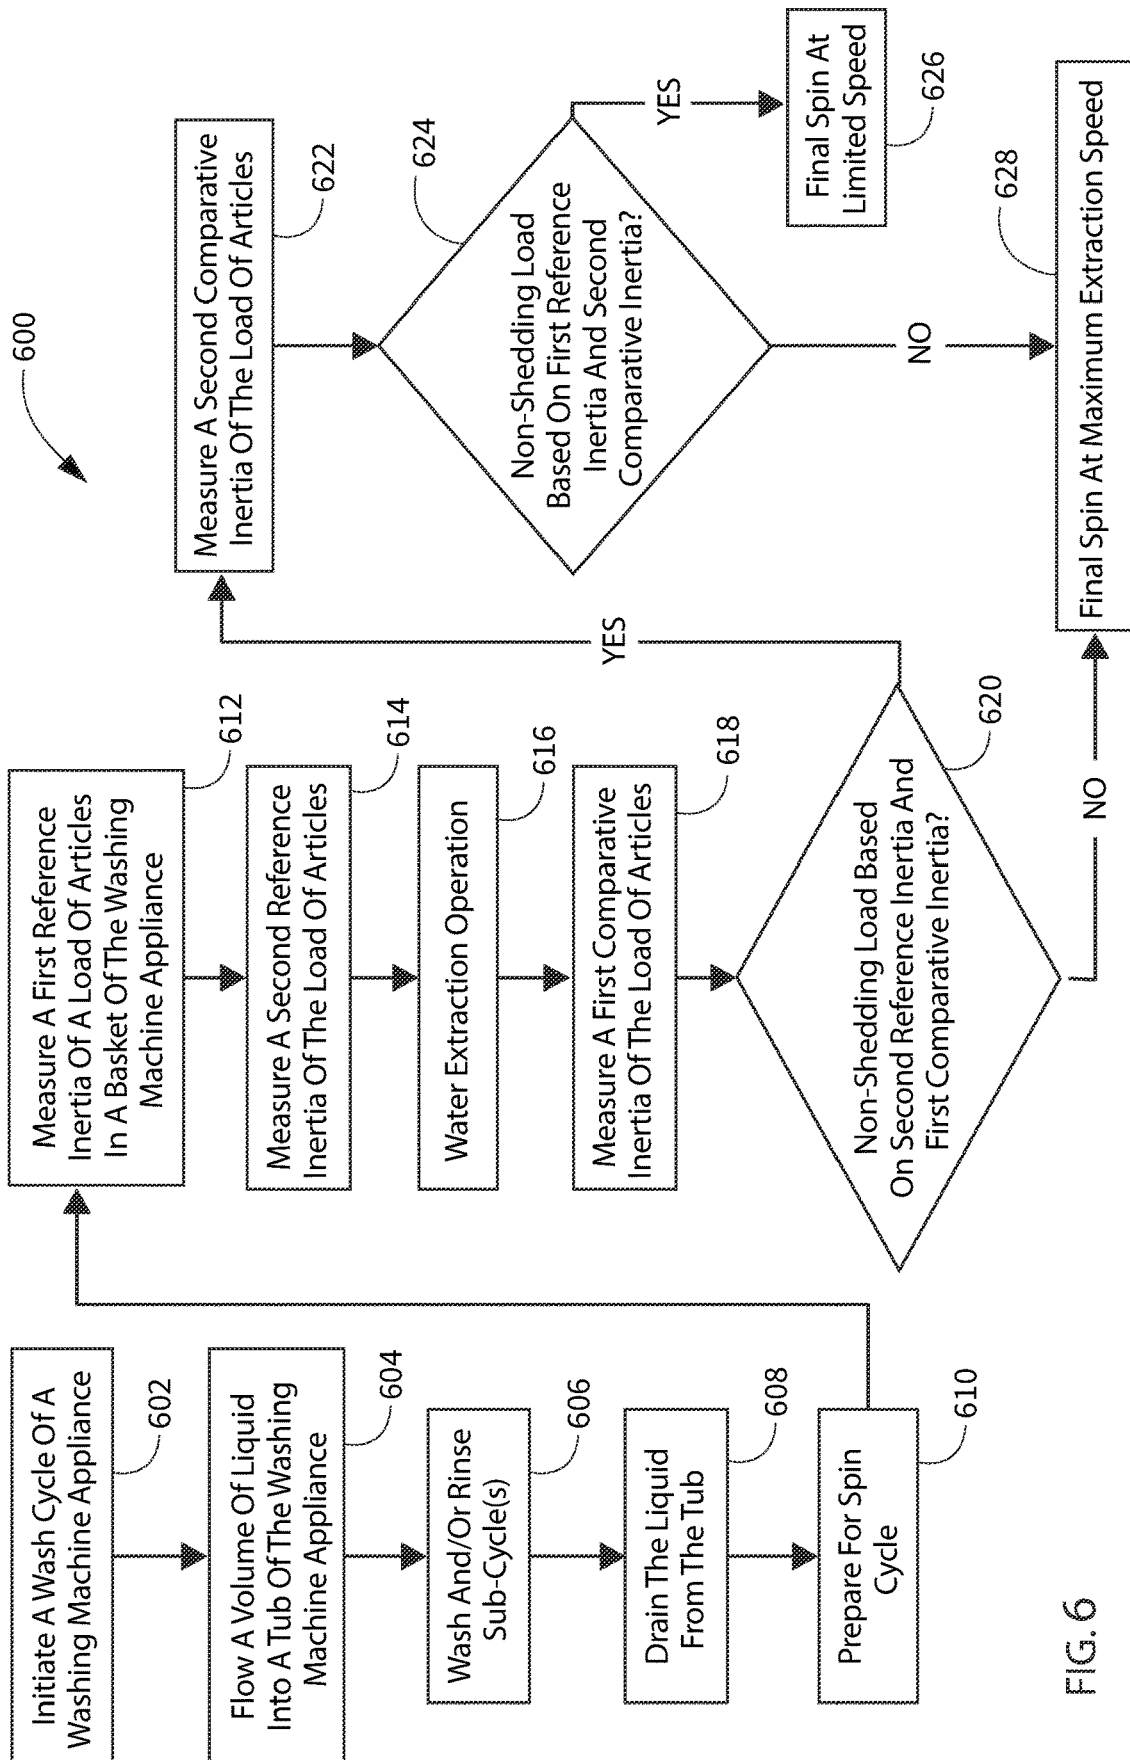 600
Initiate A Wash Cycle Of A
Washing Machine Appliance
602
Flow A Volume Of Liquid
Into A Tub Of The Washing
Machine Appliance
604
Wash And/Or Rinse
Sub-Cycle(s)
606
Drain The Liquid
From The Tub
608
Prepare For Spin
Cycle
610
Measure A First Reference
Inertia Of A Load Of Articles
In A Basket Of The Washing
Machine Appliance
612
Measure A Second Reference
Inertia Of The Load Of Articles
614
Water Extraction Operation
616
Measure A First Comparative
Inertia Of The Load Of Articles
618
Non-Shedding Load Based
On Second Reference Inertia And
First Comparative Inertia?
620
YES
NO
Measure A Second Comparative
Inertia Of The Load Of Articles
622
Non-Shedding Load
Based On First Reference
Inertia And Second
Comparative Inertia?
624
YES
NO
Final Spin At
Limited Speed
626
Final Spin At Maximum Extraction Speed
628
FIG. 6